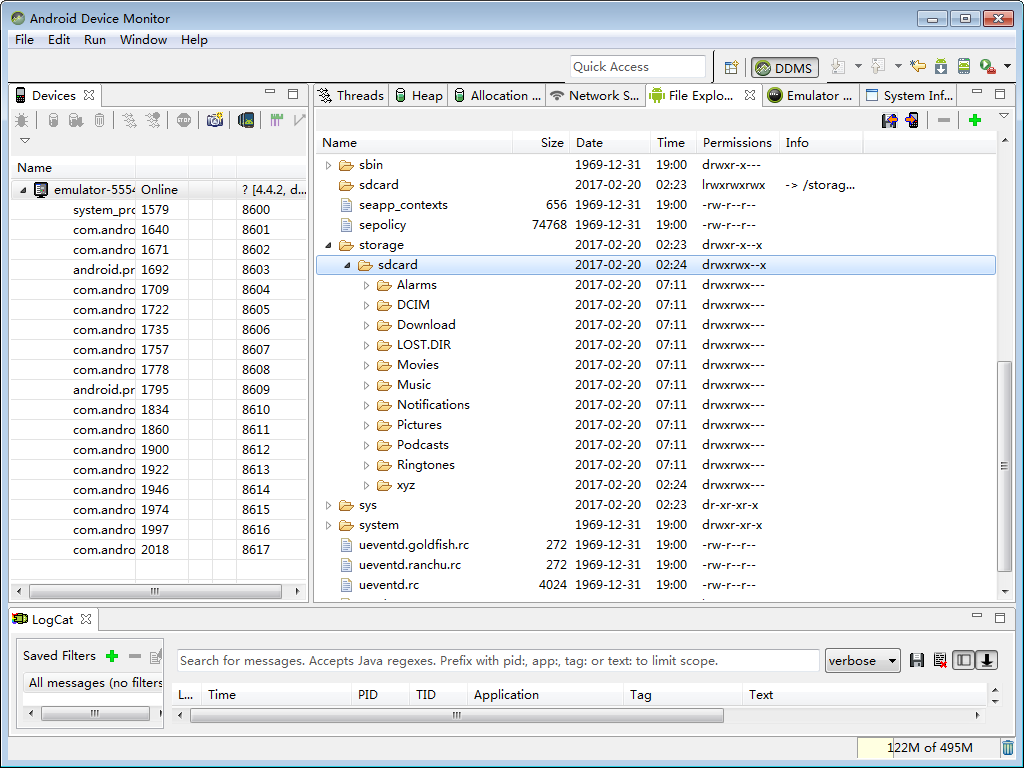 Android Device Monitor
File Edit Run Window Help
Quick Access
DDMS
Devices
Name
emulator-5554 Online ? [4.4.2, d...
system_pro 1579 8600
com.andro 1640 8601
com.andro 1671 8602
android.pr 1692 8603
com.andro 1709 8604
com.andro 1722 8605
com.andro 1735 8606
com.andro 1757 8607
com.andro 1778 8608
android.pr 1795 8609
com.andro 1834 8610
com.andro 1860 8611
com.andro 1900 8612
com.andro 1922 8613
com.andro 1946 8614
com.andro 1974 8615
com.andro 1997 8616
com.andro 2018 8617
Threads Heap Allocation ... Network S... File Explo... Emulator ... System Inf...
Name Size Date Time Permissions Info
sbin 1969-12-31 19:00 drwxr-x---
sdcard 2017-02-20 02:23 lrwxrwxrwx -> /storag...
seapp_contexts 656 1969-12-31 19:00 -rw-r--r--
sepolicy 74768 1969-12-31 19:00 -rw-r--r--
storage 2017-02-20 02:23 drwxr-x--x
sdcard 2017-02-20 02:24 drwxrwx--x
Alarms 2017-02-20 07:11 drwxrwx---
DCIM 2017-02-20 07:11 drwxrwx---
Download 2017-02-20 07:11 drwxrwx---
LOST.DIR 2017-02-20 07:11 drwxrwx---
Movies 2017-02-20 07:11 drwxrwx---
Music 2017-02-20 07:11 drwxrwx---
Notifications 2017-02-20 07:11 drwxrwx---
Pictures 2017-02-20 07:11 drwxrwx---
Podcasts 2017-02-20 07:11 drwxrwx---
Ringtones 2017-02-20 07:11 drwxrwx---
xyz 2017-02-20 02:24 drwxrwx---
sys 2017-02-20 02:23 dr-xr-xr-x
system 1969-12-31 19:00 drwxr-xr-x
ueventd.goldfish.rc 272 1969-12-31 19:00 -rw-r--r--
ueventd.ranchu.rc 272 1969-12-31 19:00 -rw-r--r--
ueventd.rc 4024 1969-12-31 19:00 -rw-r--r--
LogCat
Saved Filters
All messages (no filters
Search for messages. Accepts Java regexes. Prefix with pid:, app:, tag: or text: to limit scope.
verbose
L... Time PID TID Application Tag Text
122M of 495M